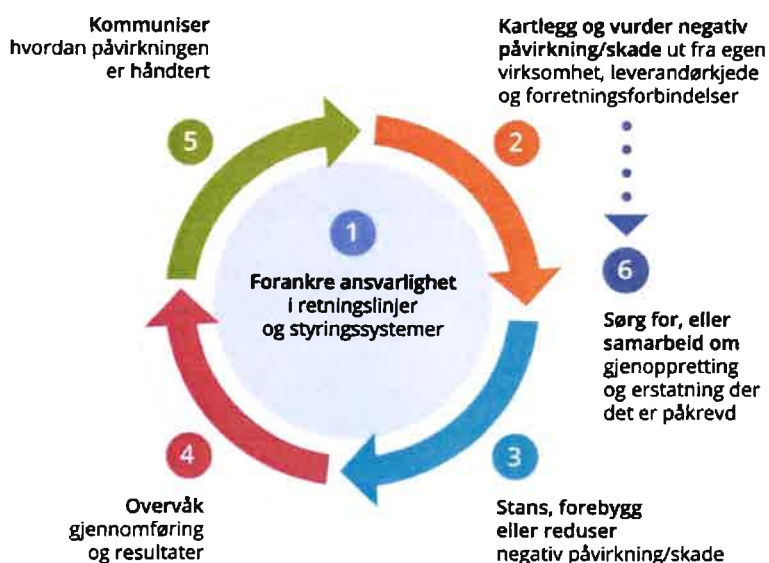 Kommuniser
hvordan påvirkningen
er håndtert
5
Kartlegg og vurder negativ
påvirkning/skade ut fra egen
virksomhet, leverandørkjede
og forretningsforbindelser
2
1
Forankre ansvarlighet
i retningslinjer
og styringssystemer
6
Sørg for, eller
samarbeid om
gjenoppretting
og erstatning der
det er påkrevd
4
Overvåk
gjennomføring
og resultater
3
Stans, forebygg
eller reduser
negativ påvirkning/skade